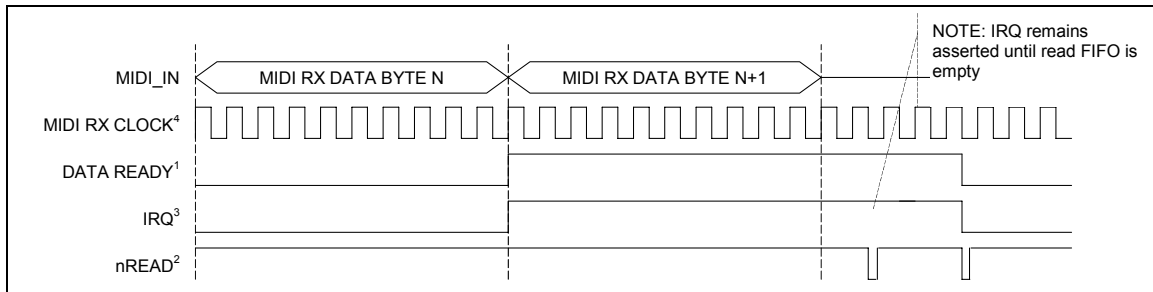 NOTE: IRQ remains
asserted until read FIFO is
empty
MIDI_IN
MIDI RX DATA BYTE N
MIDI RX DATA BYTE N+1
MIDI RX CLOCK⁴
DATA READY¹
IRQ³
nREAD²